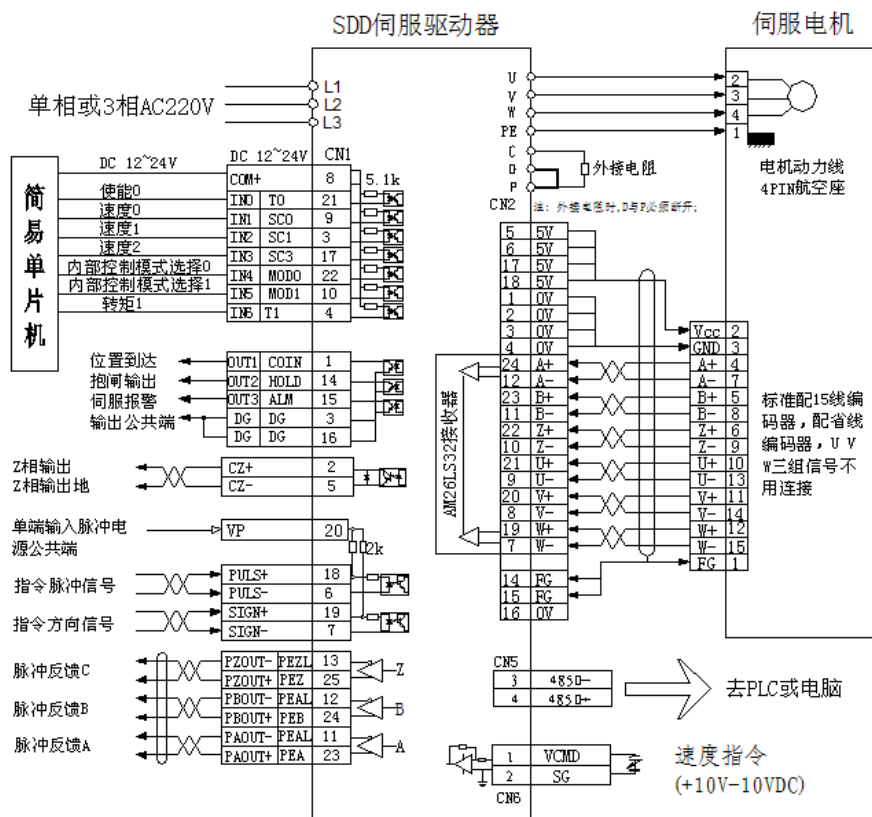 SDD伺服驱动器
伺服电机
单相或3相AC220V
L1
L2
L3
U
V
W
PE
C
D
P
2
3
4
1
外接电阻
电机动力线
4PIN航空座
CN2
注: 外接电阻时,D与P必须断开;
简易单片机
DC 12~24V
DC 12~24V CN1
COM+ 8
5.1k
使能0 IN0 T0 21
速度0 IN1 SC0 9
速度1 IN2 SC1 3
速度2 IN3 SC3 17
内部控制模式选择0 IN4 MOD0 22
内部控制模式选择1 IN5 MOD1 10
转矩1 IN6 T1 4
位置到达 OUT1 COIN 1
抱闸输出 OUT2 HOLD 14
伺服报警 OUT3 ALM 15
输出公共端 DG DG 3
DG DG 16
Z相输出 CZ+ 2
Z相输出地 CZ- 5
单端输入脉冲电
源公共端
VP 20
2k
指令脉冲信号
PULS+ 18
PULS- 6
指令方向信号
SIGN+ 19
SIGN- 7
脉冲反馈C
PZOUT- PEZL 13
PZOUT+ PEZ 25
Z
脉冲反馈B
PBOUT- PEAL 12
PBOUT+ PEB 24
B
脉冲反馈A
PAOUT- PEAL 11
PAOUT+ PEA 23
A
5 5V
6 5V
17 5V
18 5V
1 0V
2 0V
3 0V
4 0V
24 A+
12 A-
23 B+
11 B-
22 Z+
10 Z-
21 U+
9 U-
20 V+
8 V-
19 W+
7 W-
14 FG
15 FG
16 0V
AM26LS32接收器
Vcc 2
GND 3
A+ 4
A- 7
B+ 5
B- 8
Z+ 6
Z- 9
U+ 10
U- 13
V+ 11
V- 14
W+ 12
W- 15
FG 1
标准配15线编
码器,配省线
编码器,U V
W三组信号不
用连接
CN5
3 485D-
4 485D+
去PLC或电脑
1 VCMD
2 SG
CN6
速度指令
(+10V-10VDC)